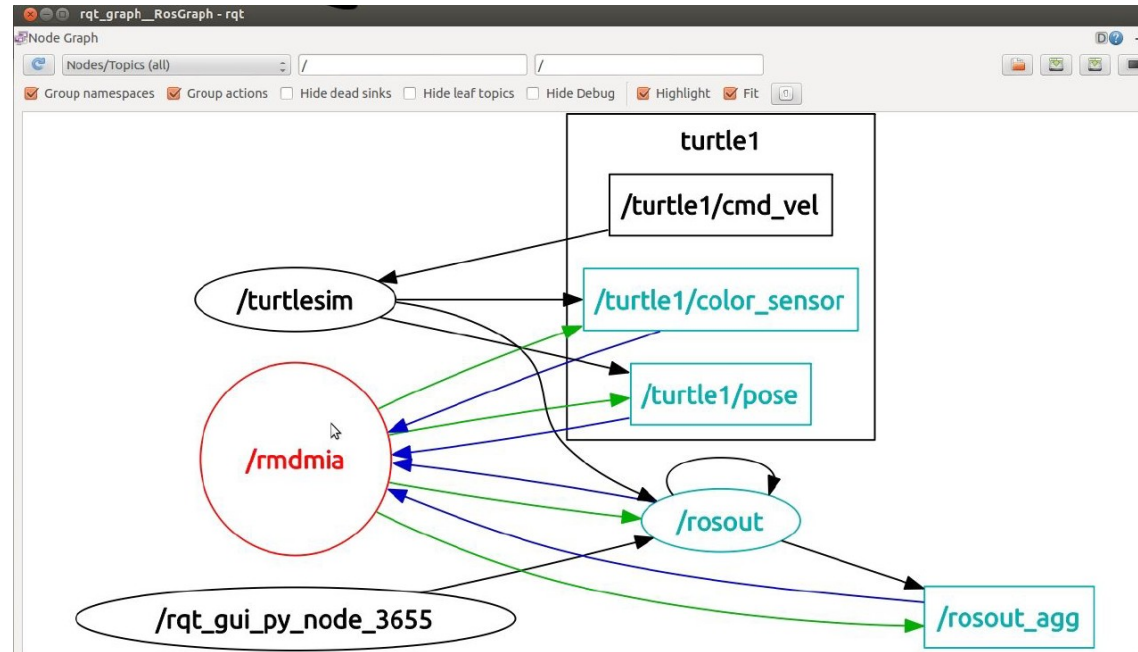 rqt_graph__RosGraph - rqt
Node Graph
D
Nodes/Topics (all)
/
/
Group namespaces
Group actions
Hide dead sinks
Hide leaf topics
Hide Debug
Highlight
Fit
turtle1
/turtle1/cmd_vel
/turtlesim
/turtle1/color_sensor
/turtle1/pose
/rmdmia
/rosout
/rqt_gui_py_node_3655
/rosout_agg